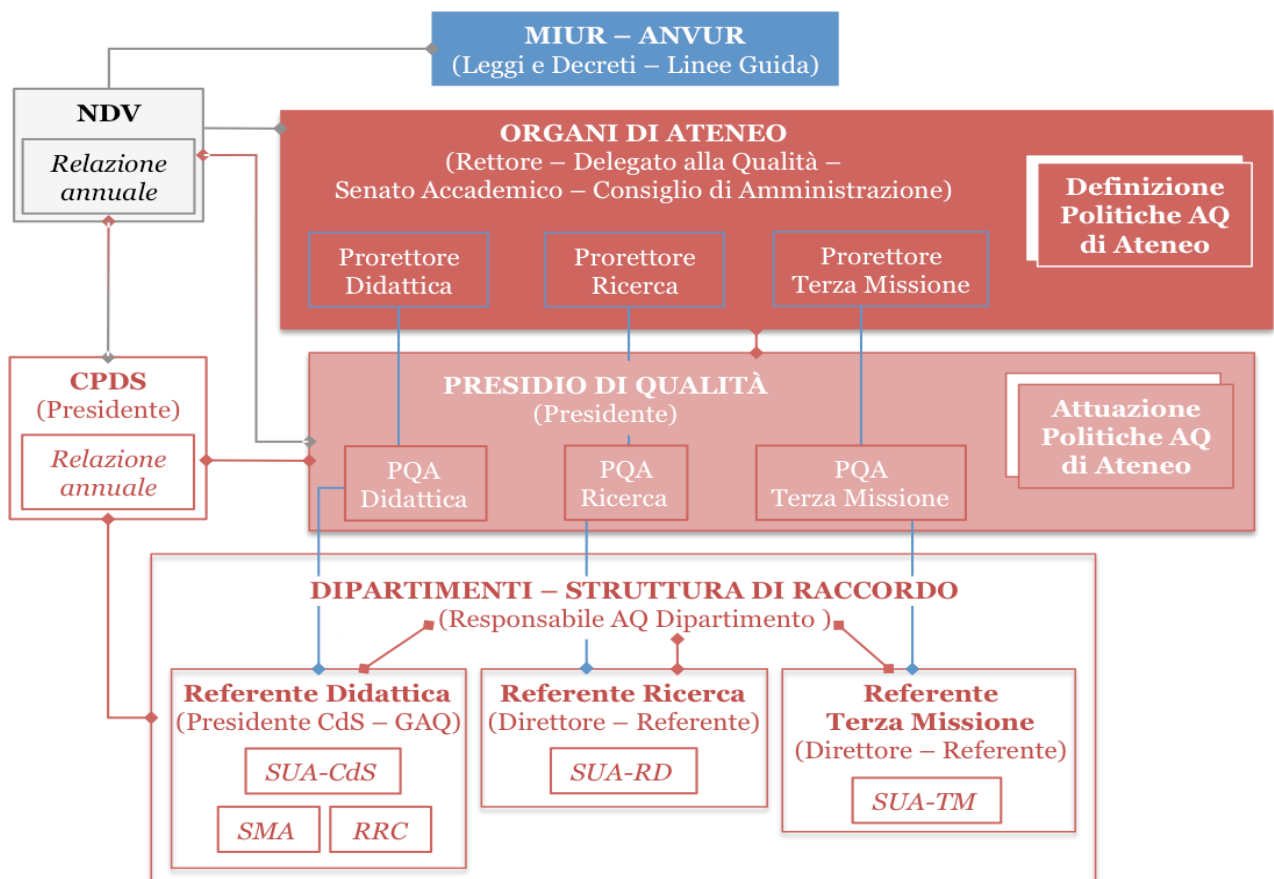 MIUR – ANVUR
(Leggi e Decreti – Linee Guida)
NDV
Relazione
annuale
ORGANI DI ATENEO
(Rettore – Delegato alla Qualità –
Senato Accademico – Consiglio di Amministrazione)
Definizione
Politiche AQ
di Ateneo
Prorettore
Didattica
Prorettore
Ricerca
Prorettore
Terza Missione
CPDS
(Presidente)
Relazione
annuale
PRESIDIO DI QUALITÀ
(Presidente)
Attuazione
Politiche AQ
di Ateneo
PQA
Didattica
PQA
Ricerca
PQA
Terza Missione
DIPARTIMENTI – STRUTTURA DI RACCORDO
(Responsabile AQ Dipartimento )
Referente Didattica
(Presidente CdS – GAQ)
SUA-CdS
SMA
RRC
Referente Ricerca
(Direttore – Referente)
SUA-RD
Referente
Terza Missione
(Direttore – Referente)
SUA-TM